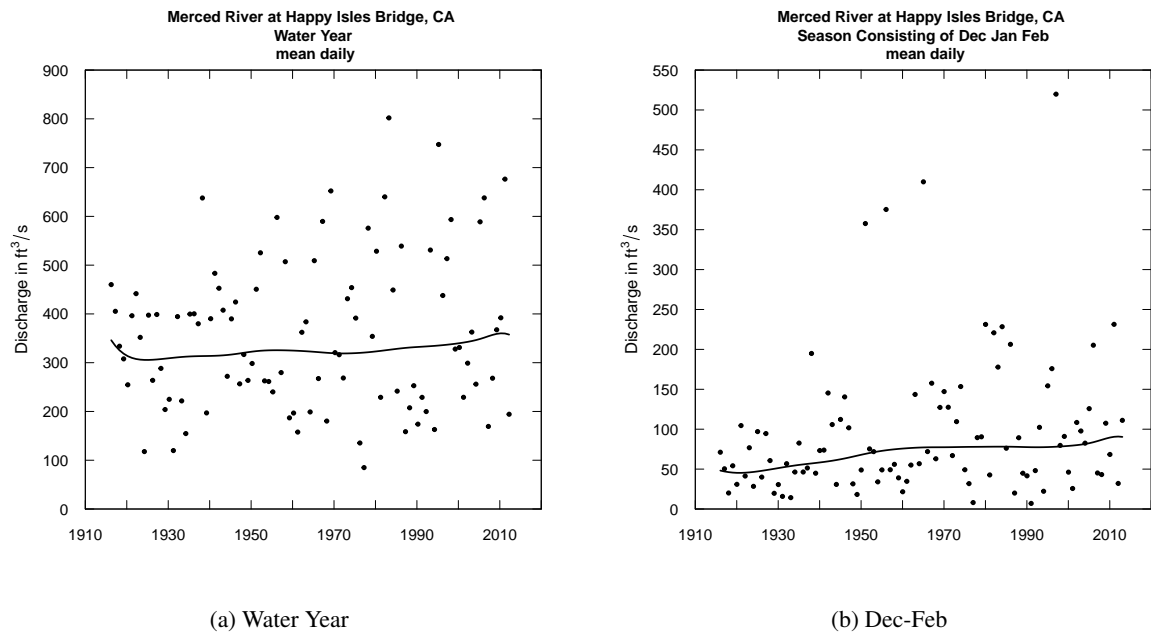 Merced River at Happy Isles Bridge, CA
Water Year
mean daily
900
800
700
600
500
400
300
200
100
0
Discharge in ft³/s
1910 1930 1950 1970 1990 2010
(a) Water Year
Merced River at Happy Isles Bridge, CA
Season Consisting of Dec Jan Feb
mean daily
550
500
450
400
350
300
250
200
150
100
50
0
Discharge in ft³/s
1910 1930 1950 1970 1990 2010
(b) Dec-Feb